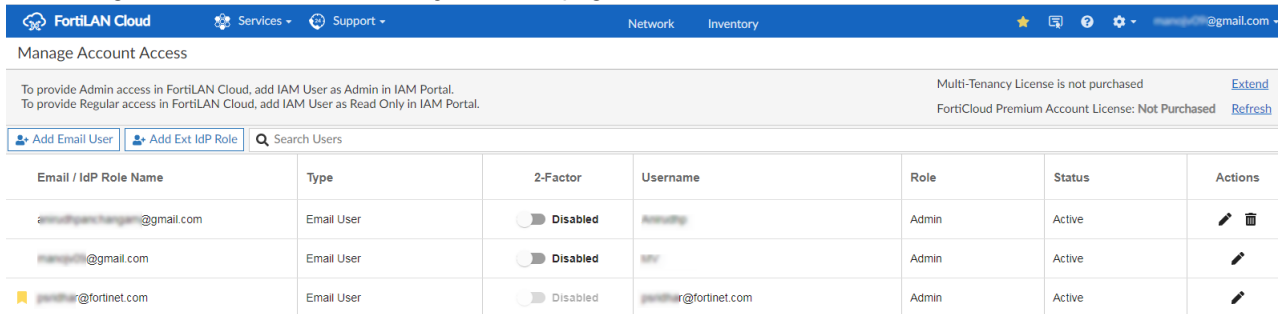 FortiLAN Cloud Services Support Network Inventory @gmail.com
Manage Account Access
To provide Admin access in FortiLAN Cloud, add IAM User as Admin in IAM Portal.
To provide Regular access in FortiLAN Cloud, add IAM User as Read Only in IAM Portal.
Multi-Tenancy License is not purchased Extend
FortiCloud Premium Account License: Not Purchased Refresh
Add Email User Add Ext IdP Role Search Users
Email / IdP Role Name Type 2-Factor Username Role Status Actions
@gmail.com Email User Disabled Admin Active
@gmail.com Email User Disabled Admin Active
@fortinet.com Email User Disabled r@fortinet.com Admin Active